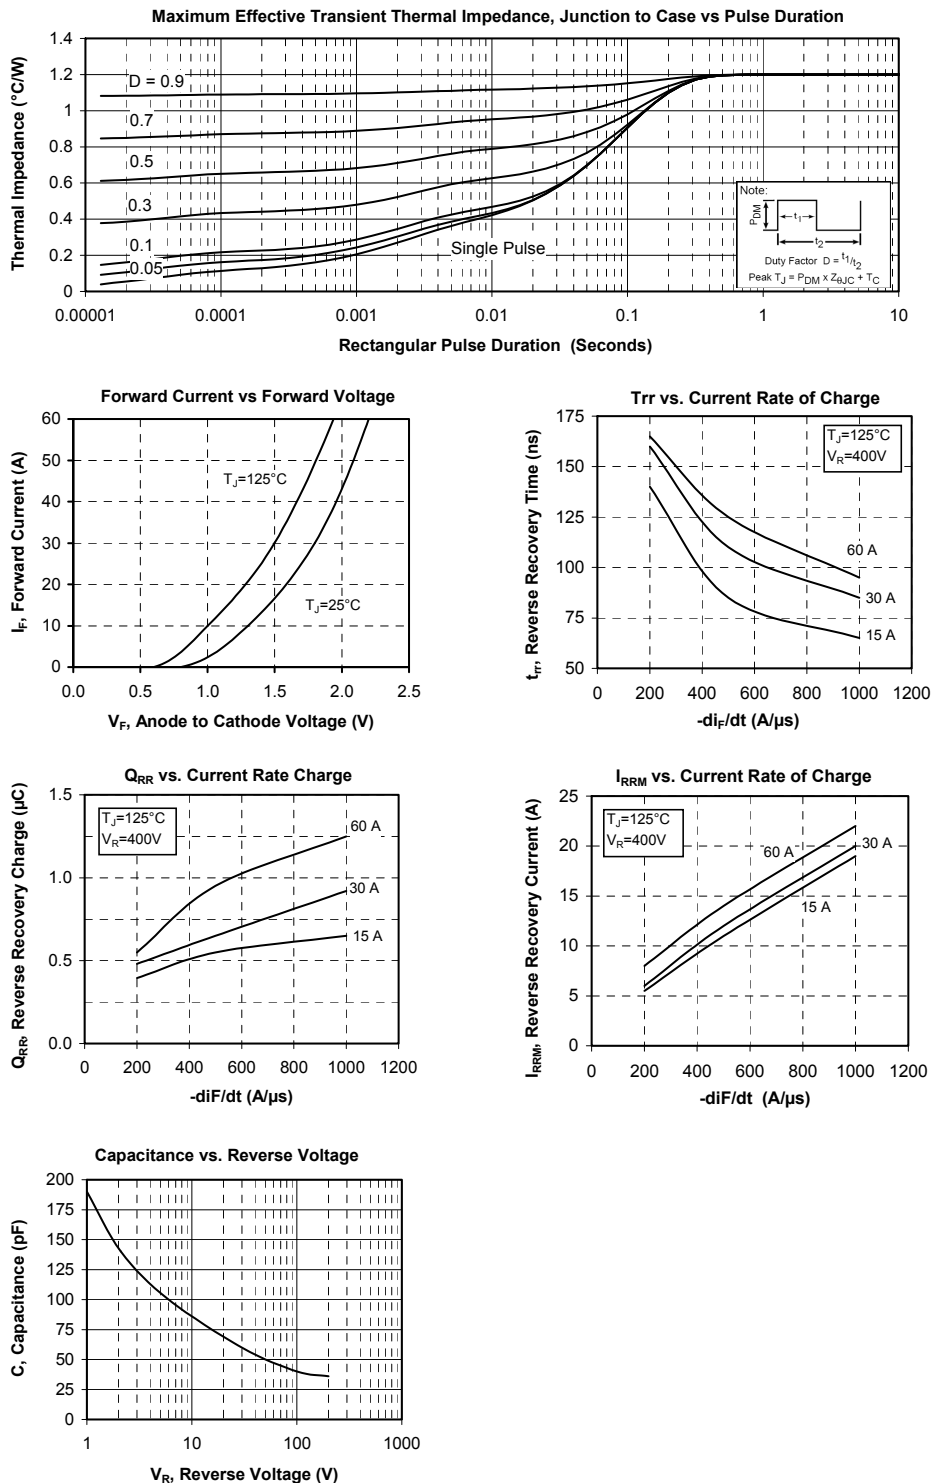 Maximum Effective Transient Thermal Impedance, Junction to Case vs Pulse Duration
Thermal Impedance (°C/W)
1.4
1.2
1
0.8
0.6
0.4
0.2
0
D = 0.9
0.7
0.5
0.3
0.1
0.05
Single Pulse
Note:
PDM
t1
t2
Duty Factor D = t1/t2
Peak TJ = PDM x ZθJC + TC
0.00001 0.0001 0.001 0.01 0.1 1 10
Rectangular Pulse Duration (Seconds)
Forward Current vs Forward Voltage
IF, Forward Current (A)
60
50
40
30
20
10
0
TJ=125°C
TJ=25°C
0.0 0.5 1.0 1.5 2.0 2.5
VF, Anode to Cathode Voltage (V)
Trr vs. Current Rate of Charge
trr, Reverse Recovery Time (ns)
175
150
125
100
75
50
TJ=125°C
VR=400V
60 A
30 A
15 A
0 200 400 600 800 1000 1200
-diF/dt (A/µs)
QRR vs. Current Rate Charge
QRR, Reverse Recovery Charge (µC)
1.5
1.0
0.5
0.0
TJ=125°C
VR=400V
60 A
30 A
15 A
0 200 400 600 800 1000 1200
-diF/dt (A/µs)
IRRM vs. Current Rate of Charge
IRRM, Reverse Recovery Current (A)
25
20
15
10
5
0
TJ=125°C
VR=400V
60 A
30 A
15 A
0 200 400 600 800 1000 1200
-diF/dt (A/µs)
Capacitance vs. Reverse Voltage
C, Capacitance (pF)
200
175
150
125
100
75
50
25
0
1 10 100 1000
VR, Reverse Voltage (V)